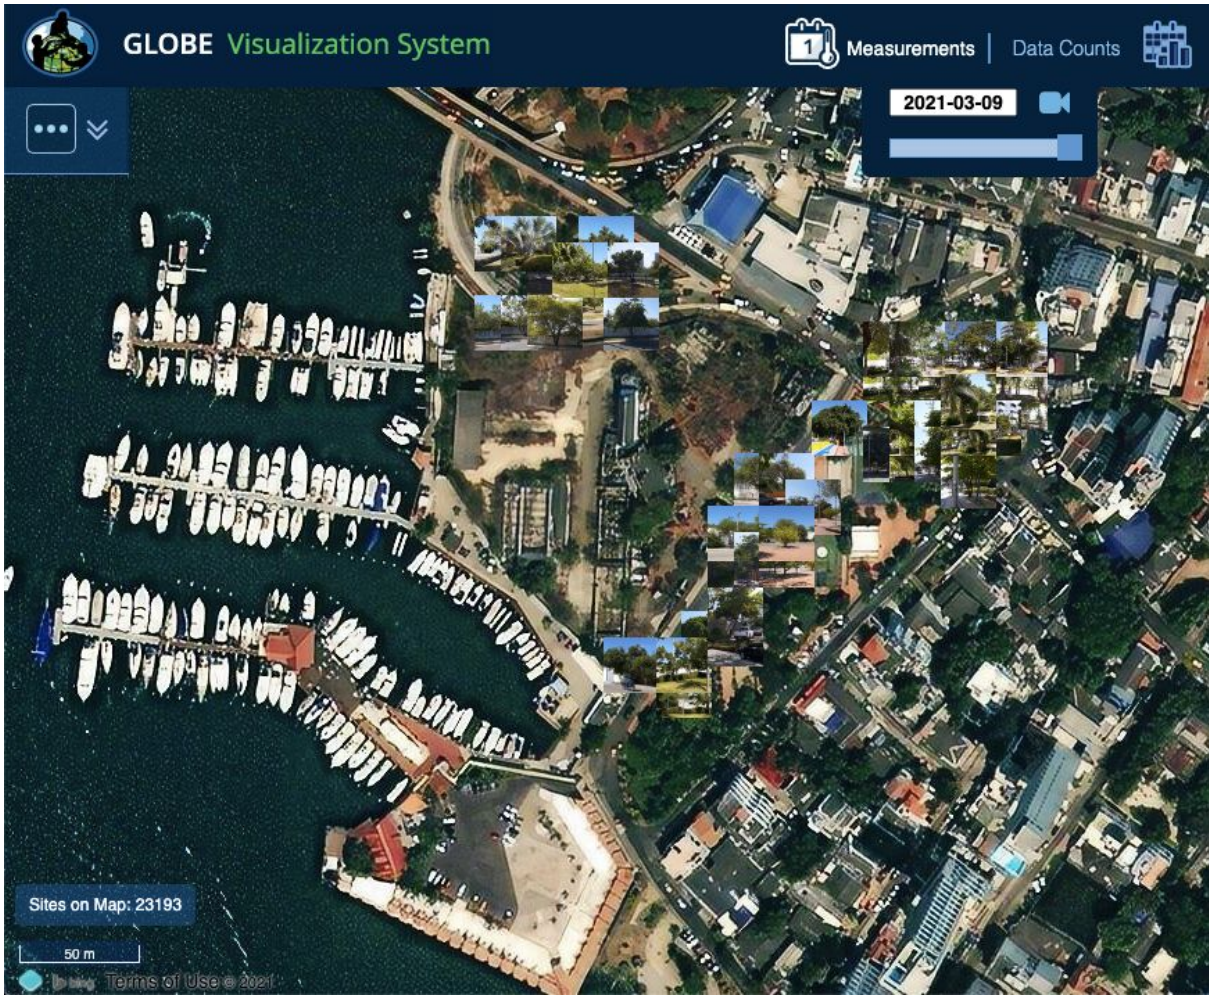 GLOBE Visualization System
1 Measurements | Data Counts
2021-03-09
Sites on Map: 23193
50 m
bing Terms of Use © 2021